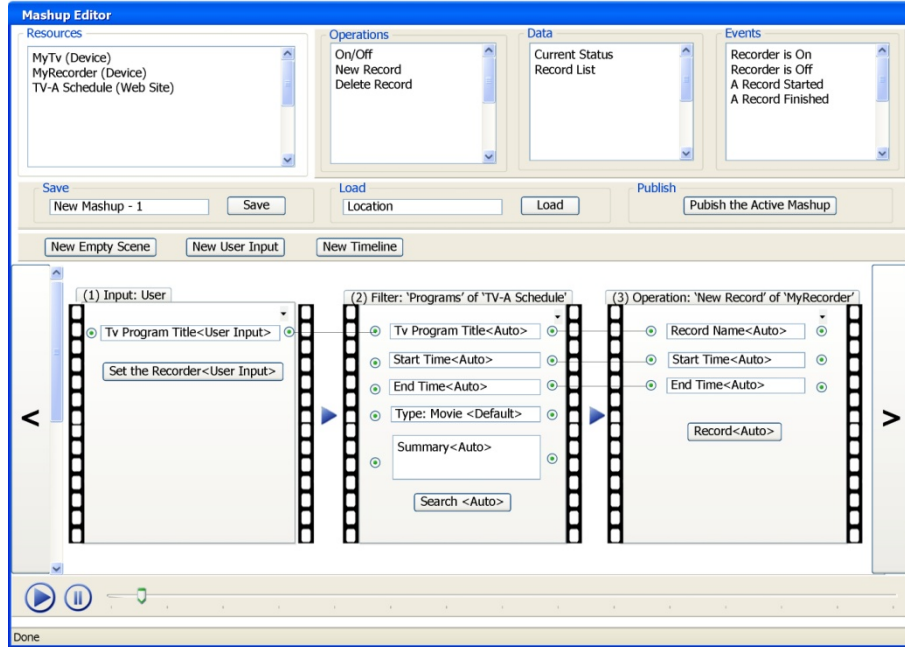 Mashup Editor
Resources
MyTv (Device)
MyRecorder (Device)
TV-A Schedule (Web Site)
Operations
On/Off
New Record
Delete Record
Data
Current Status
Record List
Events
Recorder is On
Recorder is Off
A Record Started
A Record Finished
Save
New Mashup - 1
Save
Load
Location
Load
Publish
Pubish the Active Mashup
New Empty Scene
New User Input
New Timeline
<
(1) Input: User
Tv Program Title<User Input>
Set the Recorder<User Input>
(2) Filter: 'Programs' of 'TV-A Schedule'
Tv Program Title<Auto>
Start Time<Auto>
End Time<Auto>
Type: Movie <Default>
Summary<Auto>
Search <Auto>
(3) Operation: 'New Record' of 'MyRecorder'
Record Name<Auto>
Start Time<Auto>
End Time<Auto>
Record<Auto>
>
Done